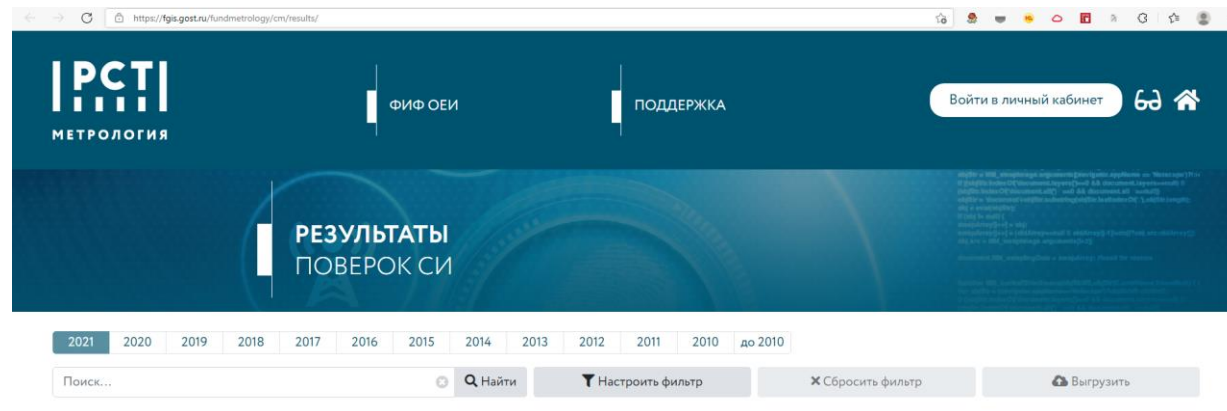 https://fgis.gost.ru/fundmetrology/cm/results/
РСТ
МЕТРОЛОГИЯ
ФИФ ОЕИ
ПОДДЕРЖКА
Войти в личный кабинет
РЕЗУЛЬТАТЫ
ПОВЕРОК СИ
2021 2020 2019 2018 2017 2016 2015 2014 2013 2012 2011 2010 до 2010
Поиск... Найти Настроить фильтр Сбросить фильтр Выгрузить